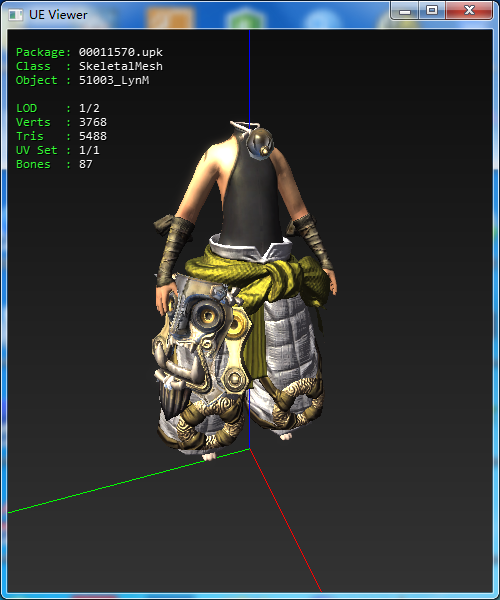 UE Viewer
Package: 00011570.upk
Class : SkeletalMesh
Object : 51003_LynM
LOD : 1/2
Verts : 3768
Tris : 5488
UV Set : 1/1
Bones : 87